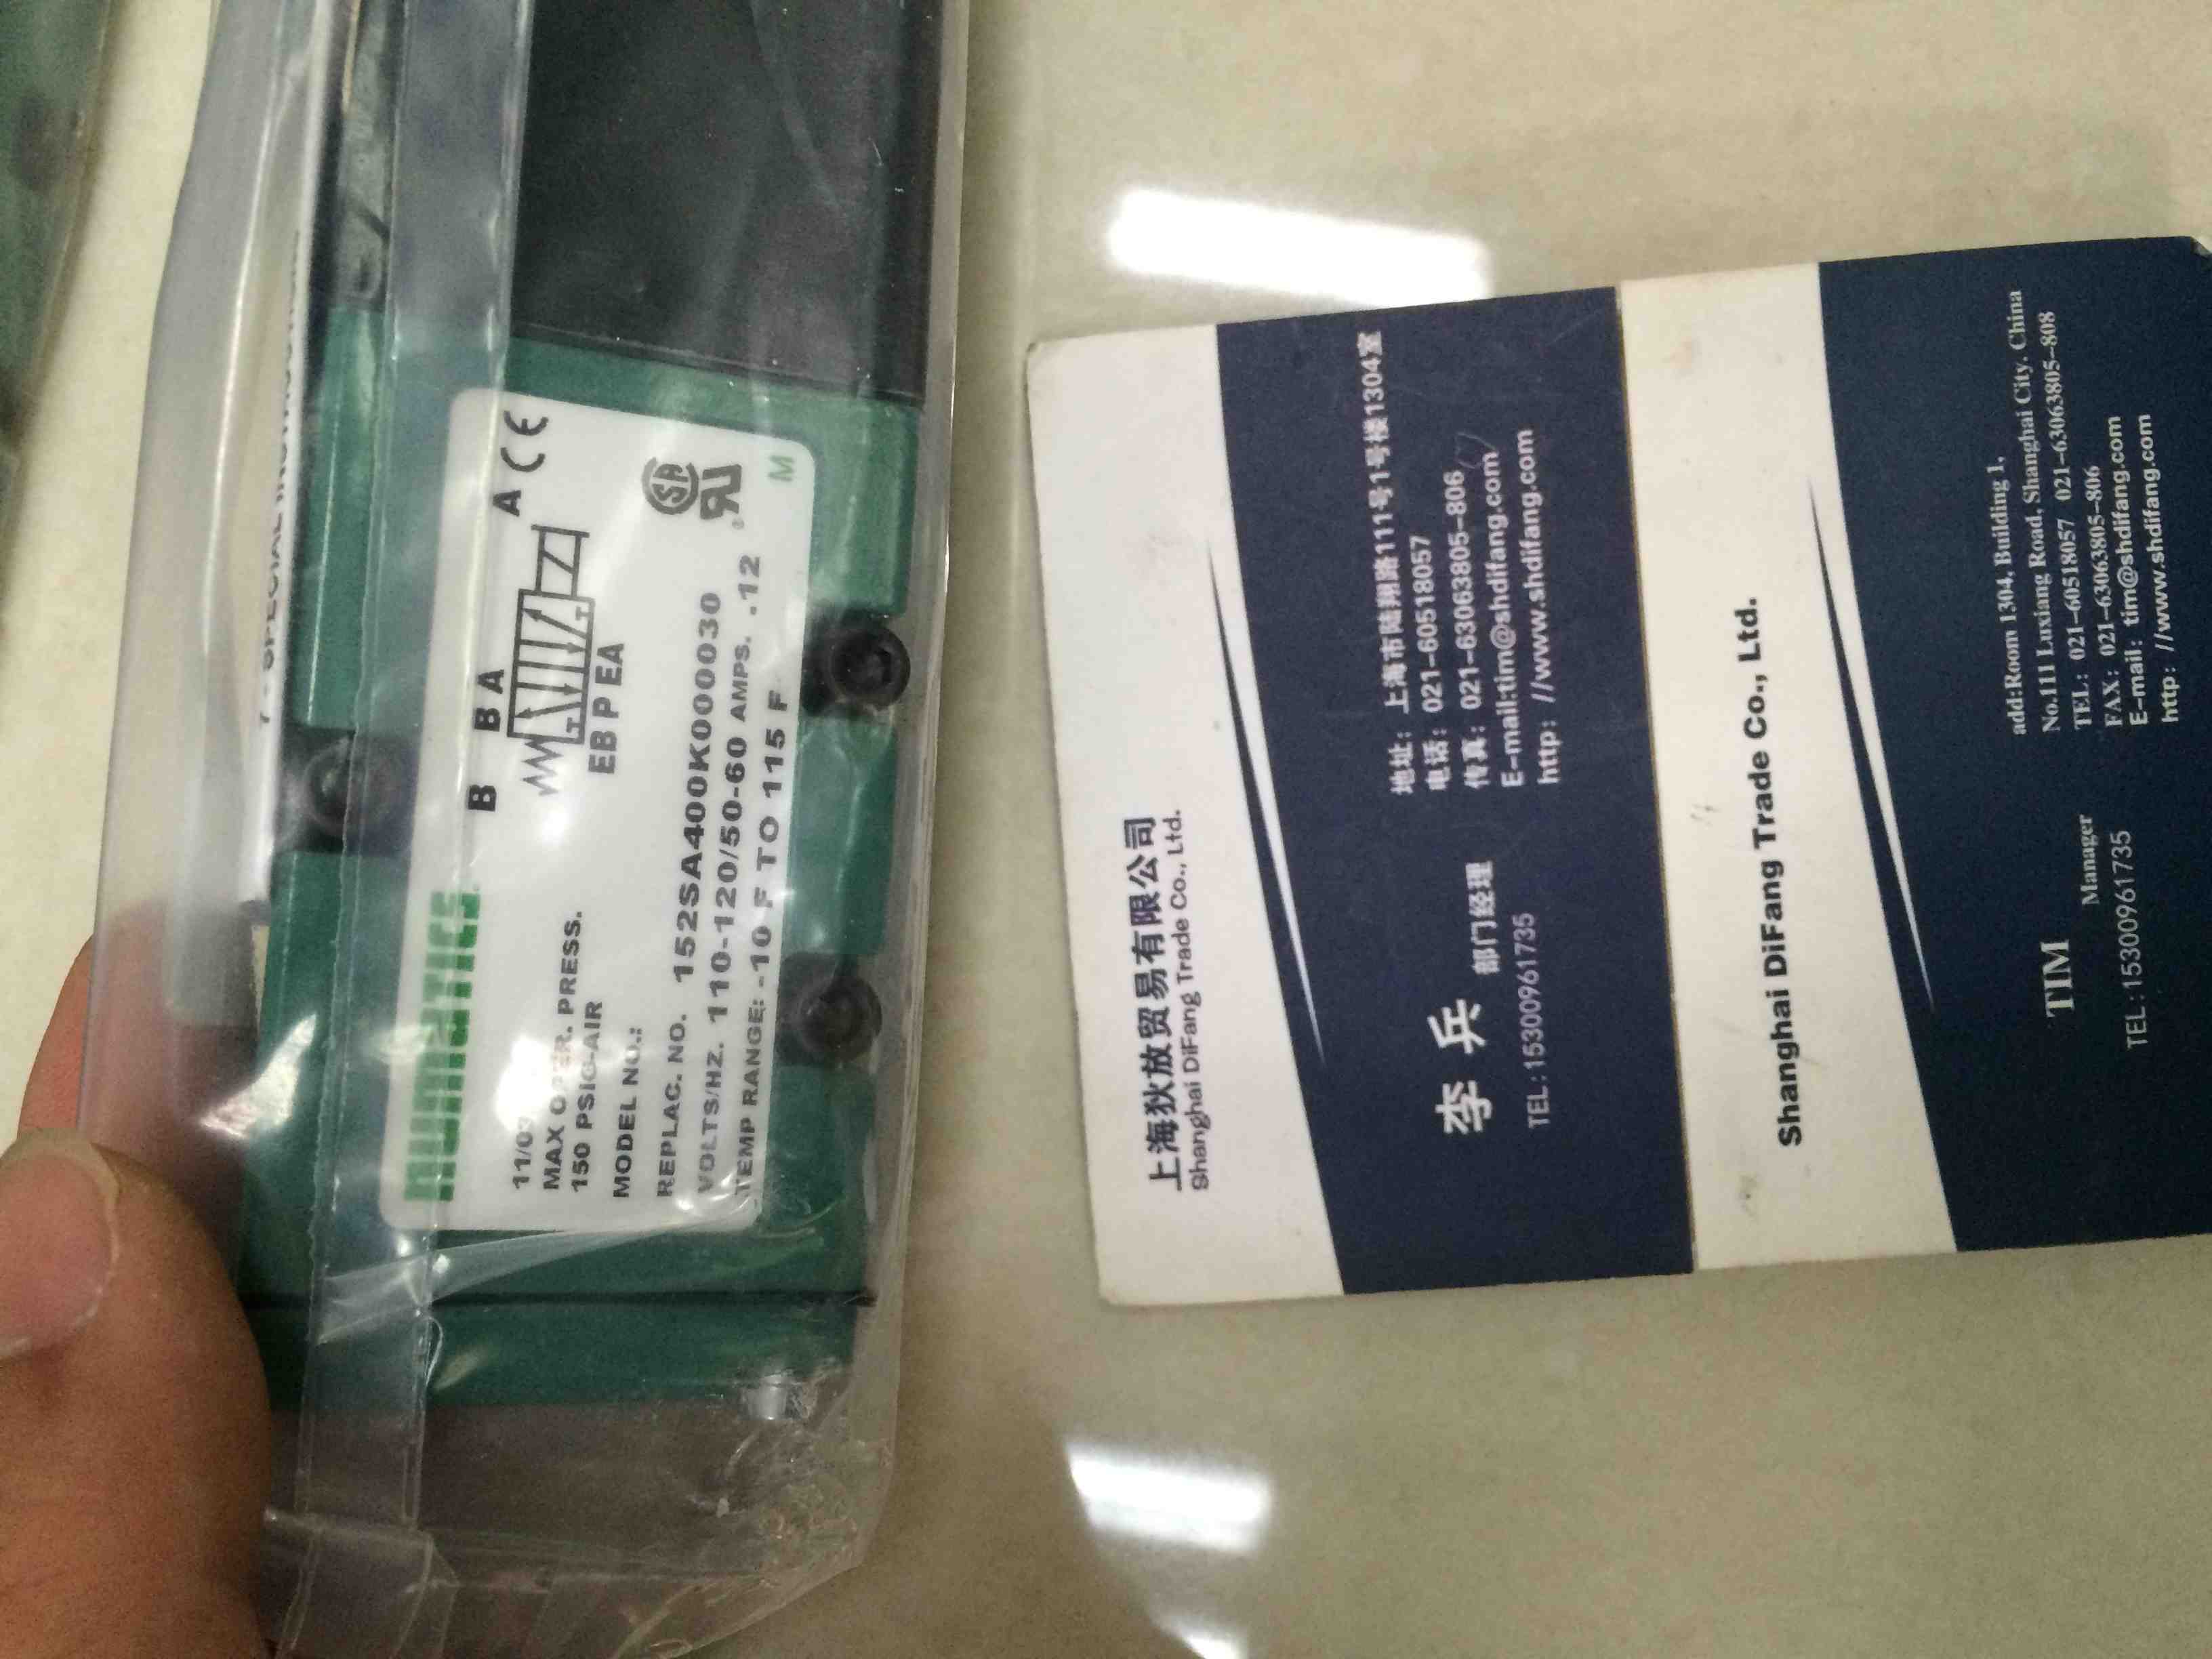 numatics
B B A A CE
EB P EA
MAX OPER. PRESS.
150 PSIG-AIR
MODEL NO.:
REPLAC. NO. 152SA400K000030
VOLTS/HZ. 110-120/50-60 AMPS. .12
TEMP RANGE: -10 F TO 115 F
M
上海狄放贸易有限公司
Shanghai DiFang Trade Co., Ltd.
李 兵 部门经理
TEL:15300961735
地址: 上海市陆翔路111号1号楼1304室
电话: 021-60518057
传真: 021-63063805-806
E-mail:tim@shdifang.com
http: //www.shdifang.com
Shanghai DiFang Trade Co., Ltd.
TIM Manager
TEL:15300961735
add:Room 1304, Building 1,
No.111 Luxiang Road, Shanghai City. China
TEL: 021-60518057 021-63063805-808
FAX: 021-63063805-806
E-mail: tim@shdifang.com
http: //www.shdifang.com